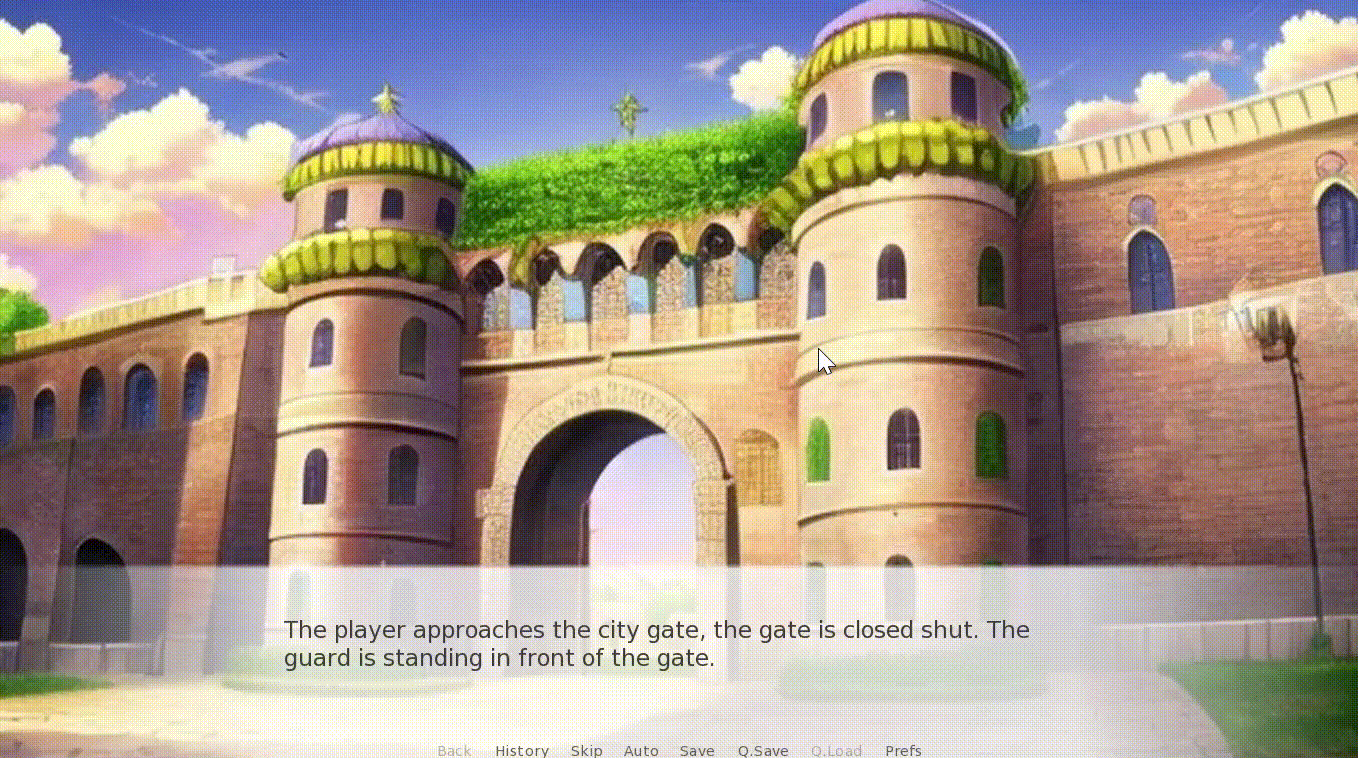 The player approaches the city gate, the gate is closed shut. The
guard is standing in front of the gate.
Back History Skip Auto Save Q.Save Q.Load Prefs